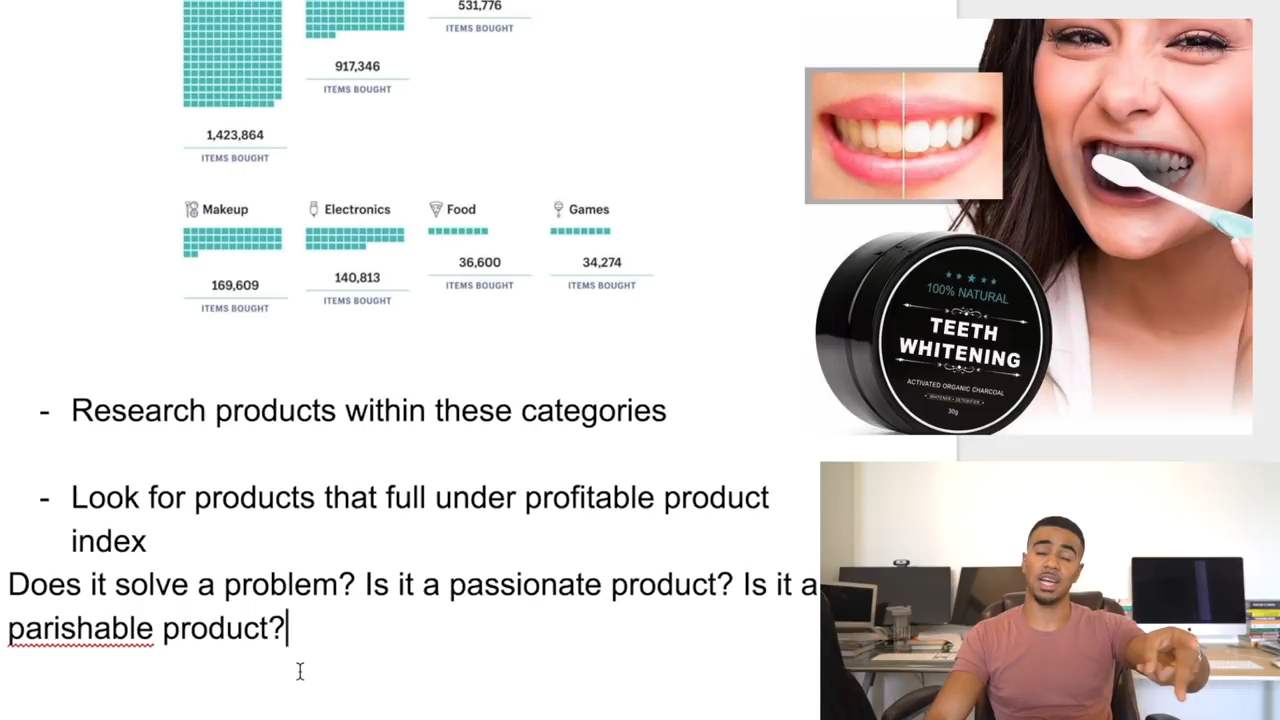 531,776
ITEMS BOUGHT
917,346
ITEMS BOUGHT
1,423,864
ITEMS BOUGHT
Makeup
Electronics
Food
Games
169,609
ITEMS BOUGHT
140,813
ITEMS BOUGHT
36,600
ITEMS BOUGHT
34,274
ITEMS BOUGHT
100% NATURAL
TEETH
WHITENING
ACTIVATED ORGANIC CHARCOAL
WHITENER • DETOXIFIER
30g
- Research products within these categories
- Look for products that full under profitable product
index
Does it solve a problem? Is it a passionate product? Is it a
parishable product?